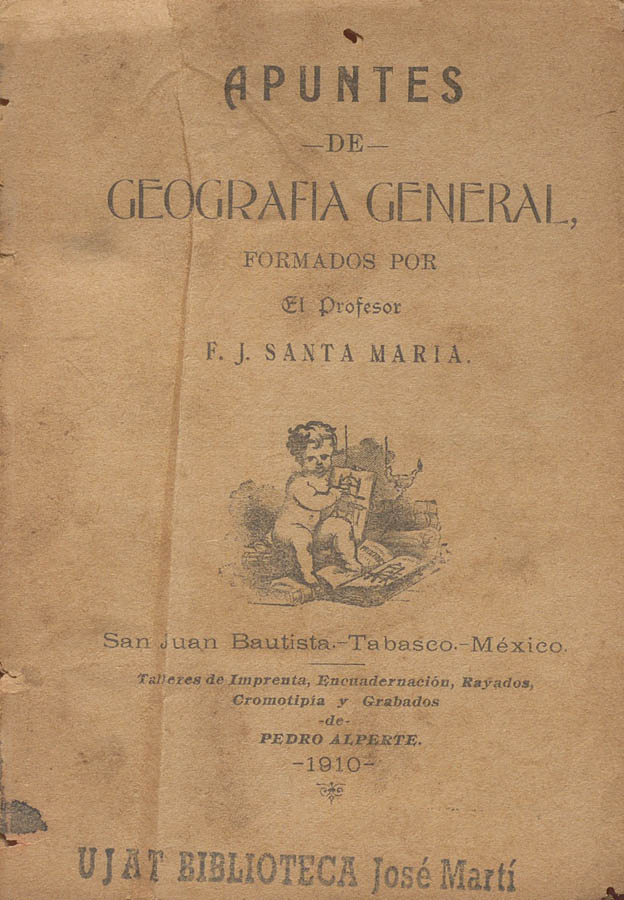 APUNTES
—DE—
GEOGRAFIA GENERAL,
FORMADOS POR
El Profesor
F. J. SANTA MARIA.
San Juan Bautista.-Tabasco.-México.
Talleres de Imprenta, Encuadernación, Rayados,
Cromotipia y Grabados
-de-
PEDRO ALPERTE.
-1910-
UJAT BIBLIOTECA José Martí